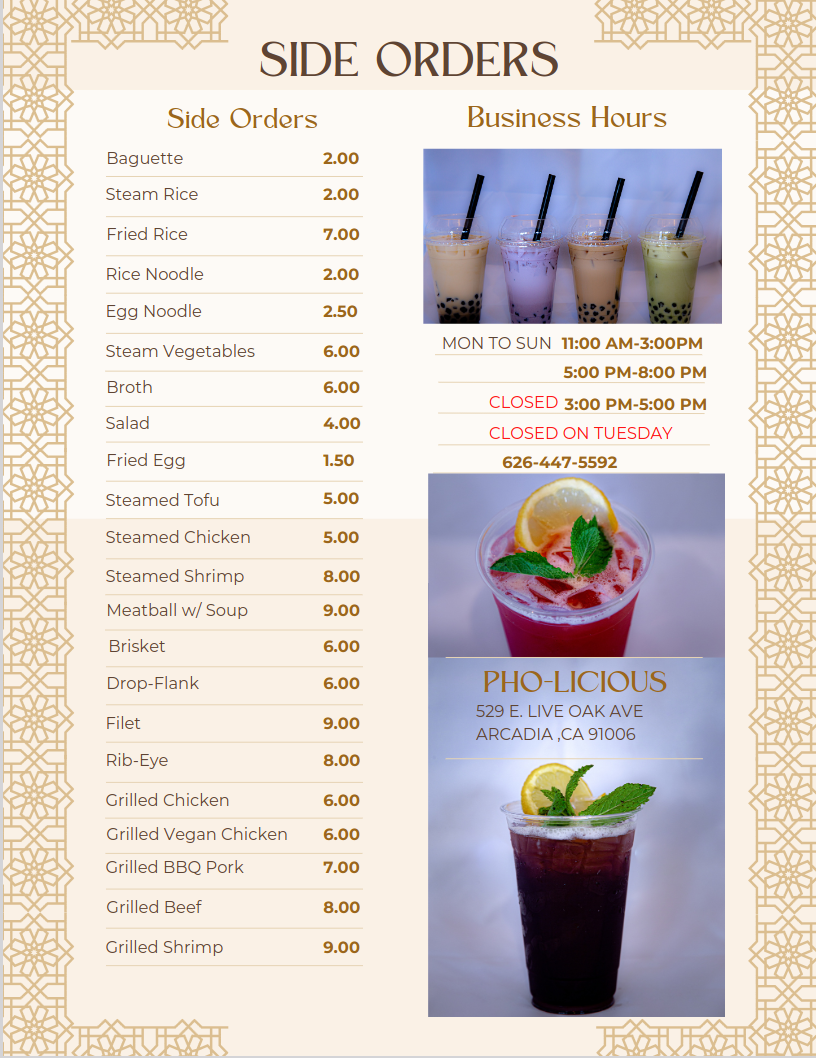 SIDE ORDERS
Side Orders
Baguette 2.00
Steam Rice 2.00
Fried Rice 7.00
Rice Noodle 2.00
Egg Noodle 2.50
Steam Vegetables 6.00
Broth 6.00
Salad 4.00
Fried Egg 1.50
Steamed Tofu 5.00
Steamed Chicken 5.00
Steamed Shrimp 8.00
Meatball w/ Soup 9.00
Brisket 6.00
Drop-Flank 6.00
Filet 9.00
Rib-Eye 8.00
Grilled Chicken 6.00
Grilled Vegan Chicken 6.00
Grilled BBQ Pork 7.00
Grilled Beef 8.00
Grilled Shrimp 9.00
Business Hours
MON TO SUN 11:00 AM-3:00PM
5:00 PM-8:00 PM
CLOSED 3:00 PM-5:00 PM
CLOSED ON TUESDAY
626-447-5592
PHO-LICIOUS
529 E. LIVE OAK AVE
ARCADIA ,CA 91006